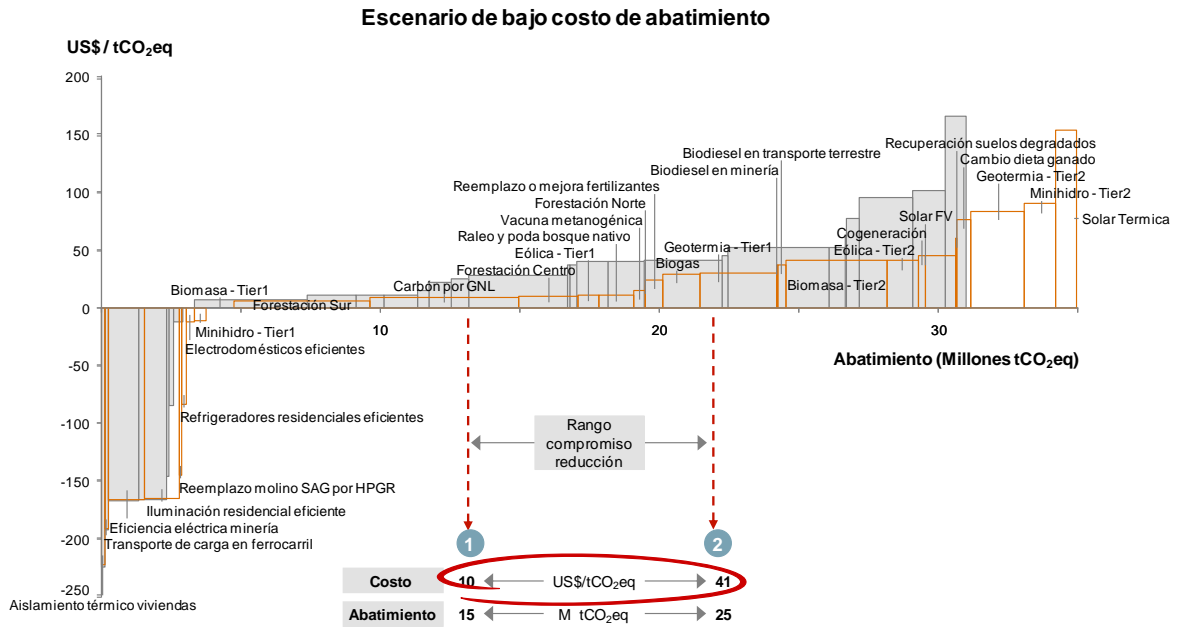 Escenario de bajo costo de abatimiento
US$ / tCO₂eq
200
150
100
50
0
-50
-100
-150
-200
-250
10
20
30
Abatimiento (Millones tCO₂eq)
Recuperación suelos degradados
Biodiesel en transporte terrestre
Cambio dieta ganado
Biodiesel en minería
Geotermia - Tier2
Reemplazo o mejora fertilizantes
Minihidro - Tier2
Forestación Norte
Solar FV
Solar Termica
Vacuna metanogénica
Cogeneración
Raleo y poda bosque nativo
Geotermia - Tier1
Eólica - Tier2
Eólica - Tier1
Biogas
Forestación Centro
Biomasa - Tier1
Carbón por GNL
Biomasa - Tier2
Forestación Sur
Minihidro - Tier1
Electrodomésticos eficientes
Refrigeradores residenciales eficientes
Rango
compromiso
reducción
Reemplazo molino SAG por HPGR
Iluminación residencial eficiente
Eficiencia eléctrica minería
Transporte de carga en ferrocarril
Aislamiento térmico viviendas
1
2
Costo 10 US$/tCO₂eq 41
Abatimiento 15 M tCO₂eq 25